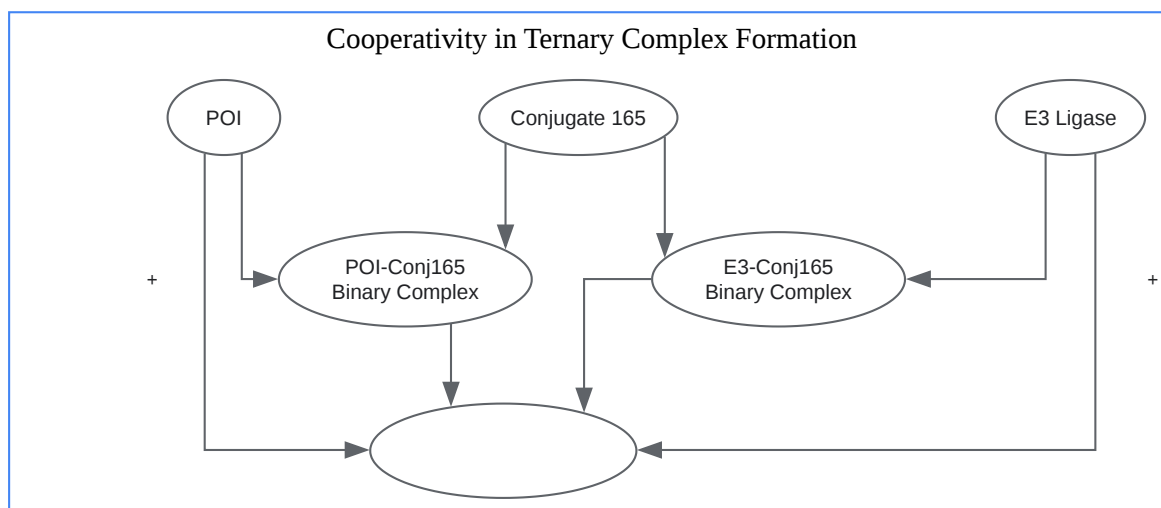 Cooperativity in Ternary Complex Formation
POI
Conjugate 165
E3 Ligase
+
POI-Conj165
Binary Complex
E3-Conj165
Binary Complex
+